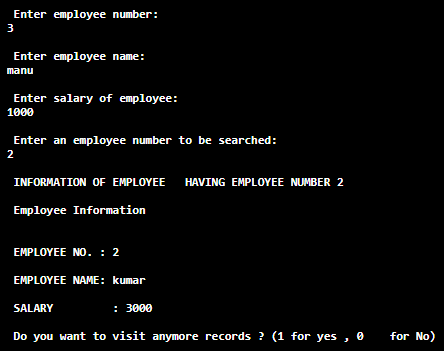 Enter employee number:
3
Enter employee name:
manu
Enter salary of employee:
1000
Enter an employee number to be searched:
2
INFORMATION OF EMPLOYEE   HAVING EMPLOYEE NUMBER 2
Employee Information
EMPLOYEE NO. : 2
EMPLOYEE NAME: kumar
SALARY         : 3000
Do you want to visit anymore records ? (1 for yes , 0    for No)